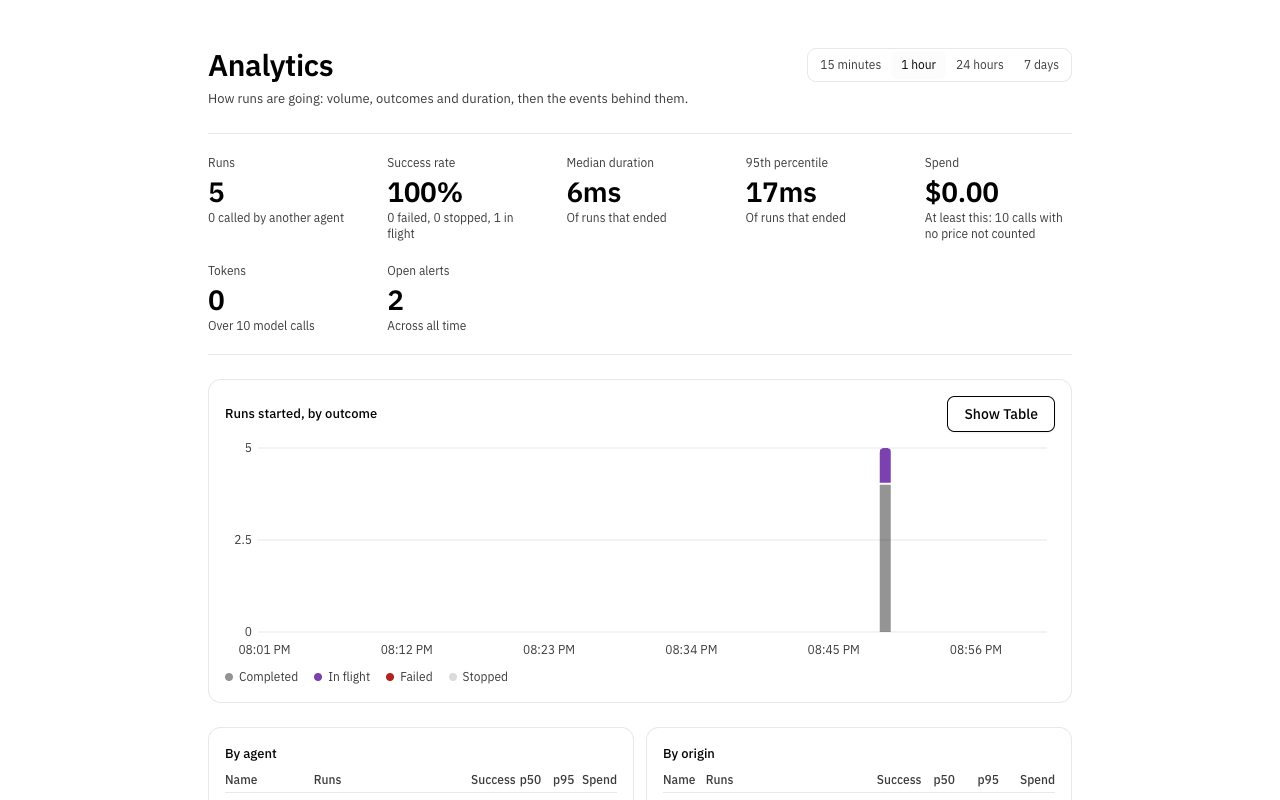 Analytics
15 minutes 1 hour 24 hours 7 days
How runs are going: volume, outcomes and duration, then the events behind them.
Runs
5
0 called by another agent
Success rate
100%
0 failed, 0 stopped, 1 in
flight
Median duration
6ms
Of runs that ended
95th percentile
17ms
Of runs that ended
Spend
$0.00
At least this: 10 calls with
no price not counted
Tokens
0
Over 10 model calls
Open alerts
2
Across all time
Runs started, by outcome
Show Table
5
2.5
0
08:01 PM 08:12 PM 08:23 PM 08:34 PM 08:45 PM 08:56 PM
Completed In flight Failed Stopped
By agent
Name Runs Success p50 p95 Spend
By origin
Name Runs Success p50 p95 Spend